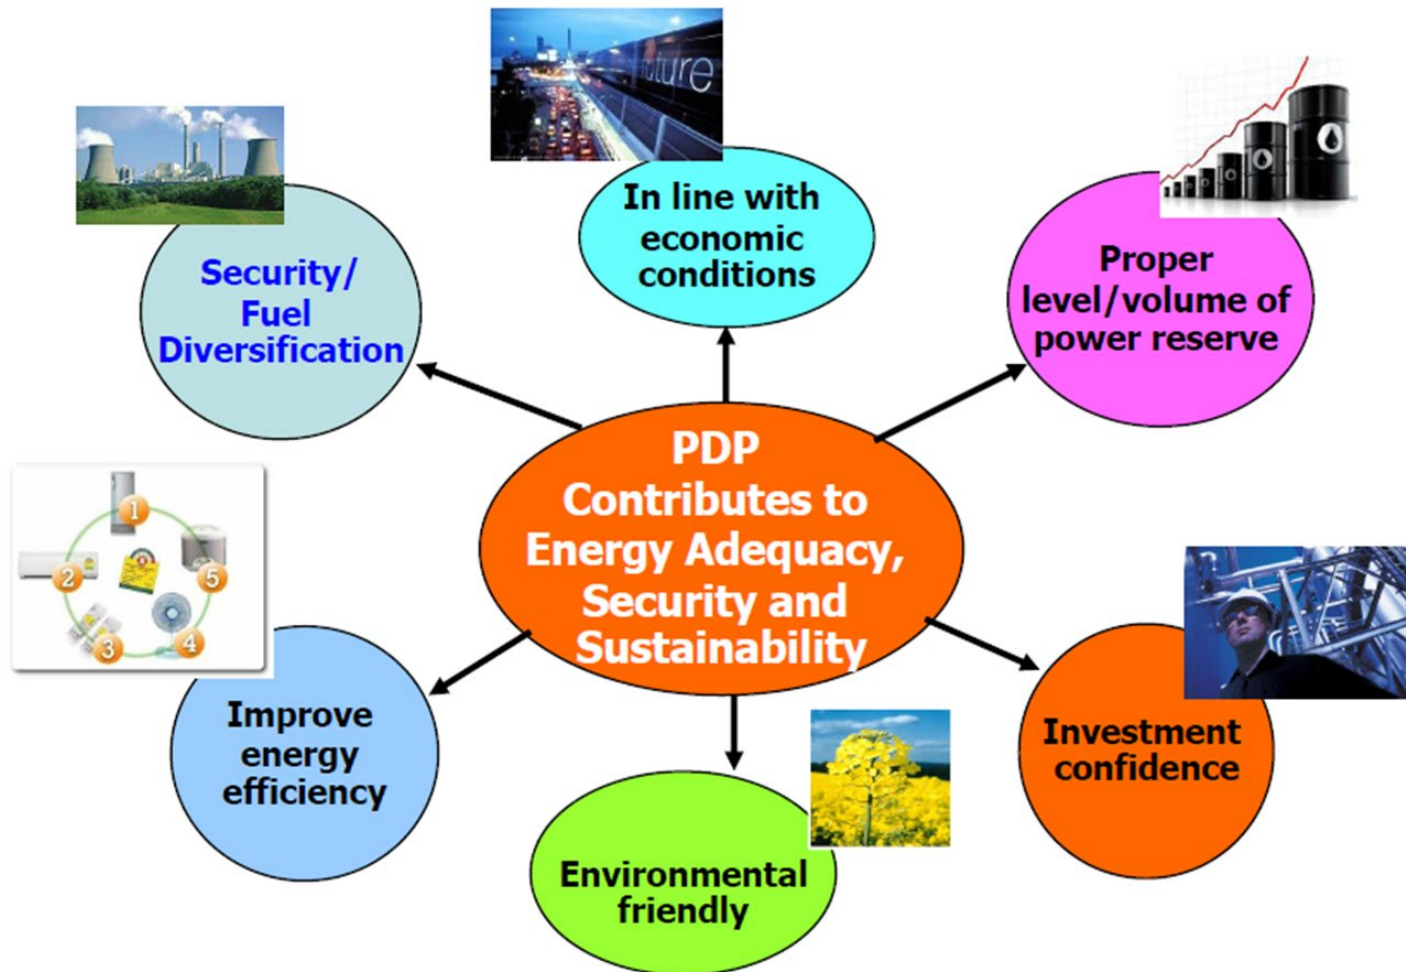 future
In line with
economic
conditions
Security/
Fuel
Diversification
Proper
level/volume of
power reserve
PDP
Contributes to
Energy Adequacy,
Security and
Sustainability
1
2
3
4
5
Improve
energy
efficiency
Investment
confidence
Environmental
friendly